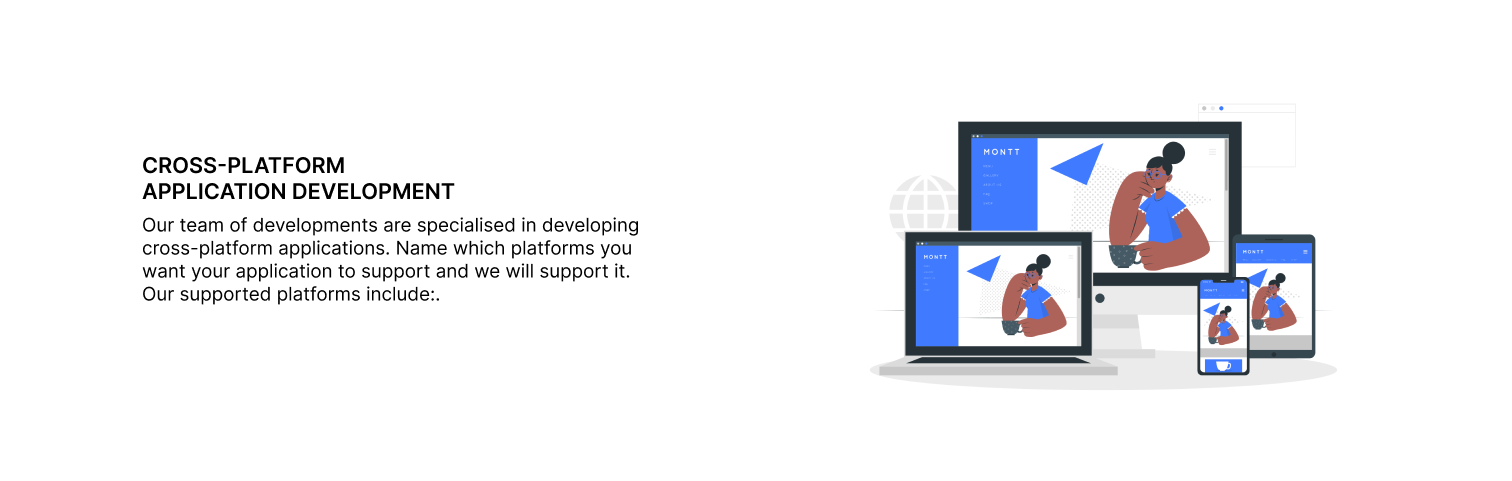 CROSS-PLATFORM
APPLICATION DEVELOPMENT
Our team of developments are specialised in developing
cross-platform applications. Name which platforms you
want your application to support and we will support it.
Our supported platforms include:.
MONTT
MONTT
MONTT
MONTT